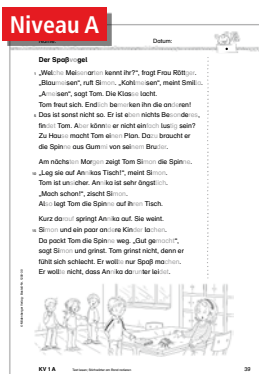 Niveau A
Datum:
Der Spaßvogel
1 „Welche Meisenarten kennt ihr?“, fragt Frau Röttger.
„Blaumeisen“, ruft Simon. „Kohlmeisen“, meint Smilla.
„Ameisen“, sagt Tom. Die Klasse lacht.
Tom freut sich. Endlich bemerken ihn die anderen!
5 Das ist sonst nicht so. Er ist eben nichts Besonderes,
findet Tom. Aber könnte er nicht einfach lustig sein?
Zu Hause macht Tom einen Plan. Dazu braucht er
die Spinne aus Gummi von seinem Bruder.
Am nächsten Morgen zeigt Tom Simon die Spinne.
10 „Leg sie auf Annikas Tisch!“, meint Simon.
Tom ist unsicher. Annika ist sehr ängstlich.
„Mach schon!“, zischt Simon.
Also legt Tom die Spinne auf ihren Tisch.
Kurz darauf springt Annika auf. Sie weint.
15 Simon und ein paar andere Kinder lachen.
Da packt Tom die Spinne weg. „Gut gemacht“,
sagt Simon und grinst. Tom grinst nicht, denn er
fühlt sich schlecht. Er wollte nur Spaß machen.
Er wollte nicht, dass Annika darunter leidet.
KV 1 A
39